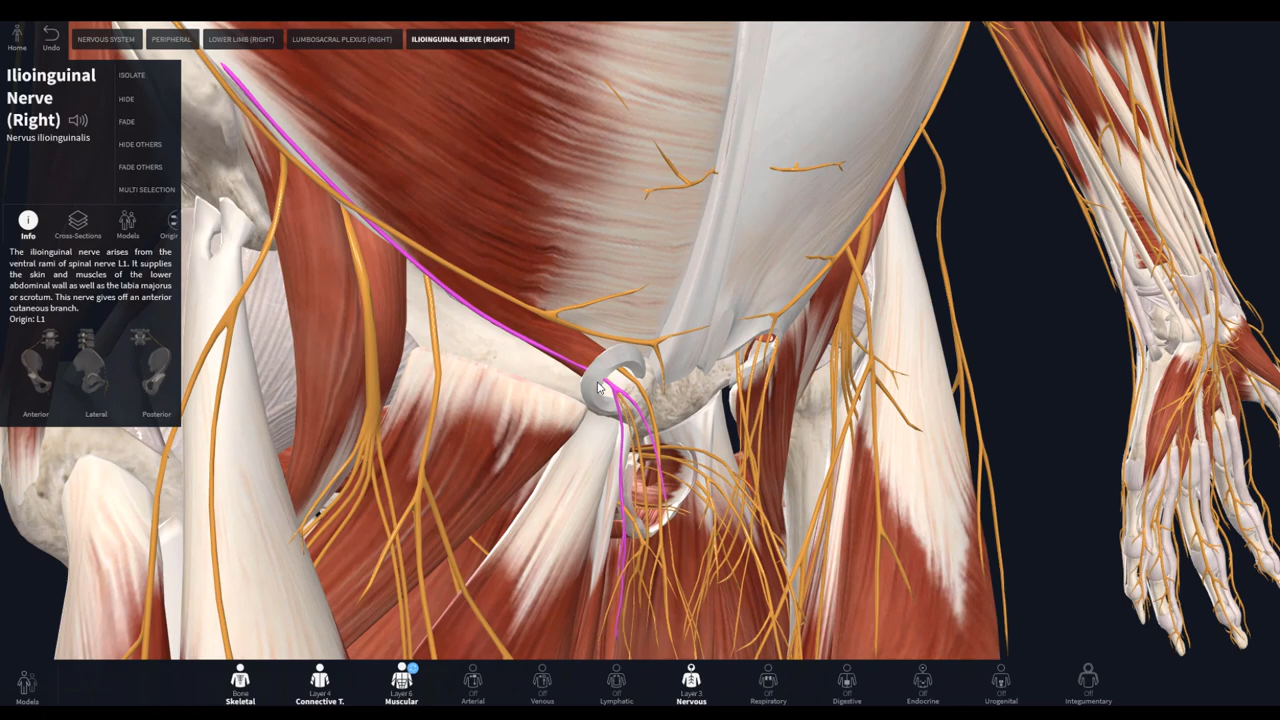 Home
Undo
NERVOUS SYSTEM
PERIPHERAL
LOWER LIMB (RIGHT)
LUMBOSACRAL PLEXUS (RIGHT)
ILIOINGUINAL NERVE (RIGHT)
Ilioinguinal
Nerve
(Right)
Nervus ilioinguinalis
ISOLATE
HIDE
FADE
HIDE OTHERS
FADE OTHERS
MULTI SELECTION
Info
Cross-Sections
Models
Origin
The ilioinguinal nerve arises from the
ventral rami of spinal nerve L1. It supplies
the skin and muscles of the lower
abdominal wall as well as the labia majorus
or scrotum. This nerve gives off an anterior
cutaneous branch.
Origin: L1
Anterior
Lateral
Posterior
Models
Bone
Skeletal
Layer 4
Connective T.
Layer 6
Muscular
Off
Arterial
Off
Venous
Off
Lymphatic
Layer 3
Nervous
Off
Respiratory
Off
Digestive
Off
Endocrine
Off
Urogenital
Off
Integumentary